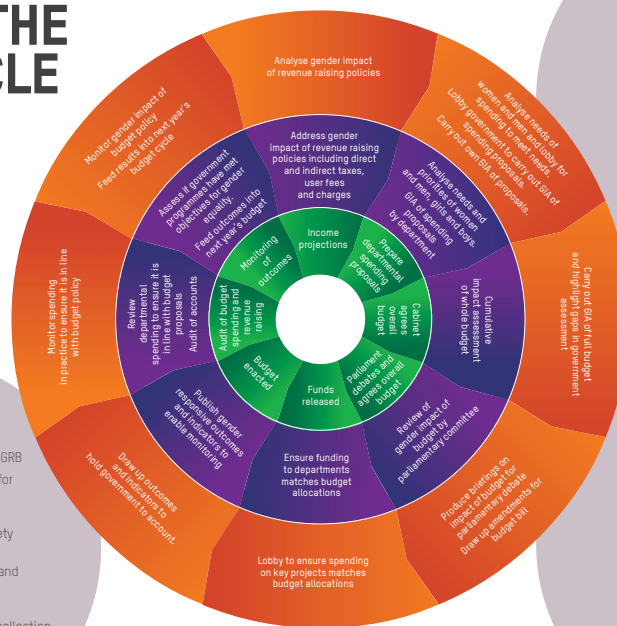 THE
CLE
Analyse gender impact
of revenue raising policies
Analyse needs of
women and men and lobby for
spending to meet needs.
Lobby government to carry out GIA of
spending proposals.
Carry out own GIA of proposals.
Carry out GIA of full budget
and highlight gaps in government
assessment
Produce briefings on
impact of budget for
parliamentary debate
Draw up amendments for
budget bill
Lobby to ensure spending
on key projects matches
budget allocations
Draw up outcomes
and indicators to
hold government to account.
Monitor spending
in practice to ensure it is in line
with budget policy
Monitor gender impact of
budget policy
Feed results into next year's
budget cycle
Address gender
impact of revenue raising
policies including direct
and indirect taxes,
user fees
and charges
Analyse needs and
priorities of women
and men, girls and boys.
GIA of spending
proposals
by department
Cumulative
impact assessment
of whole budget
Review of
gender impact of
budget by
parliamentary committee
Ensure funding
to departments
matches budget
allocations
Publish gender
responsive outcomes
and indicators to
enable monitoring
Review
departmental
spending to ensure it is
in line with budget
proposals
Audit of accounts
Assess if government
programmes have met
objectives for gender
equality.
Feed outcomes into
next year's budget
Income
projections
Prepare
departmental
spending
proposals
Cabinet
agrees
overall
budget
Parliament
debates and
agrees overall
budget
Funds
released
Budget
enacted
Audit of budget
spending and
revenue
raising
Monitoring
of
outcomes
GRB
for
ety
and
collection